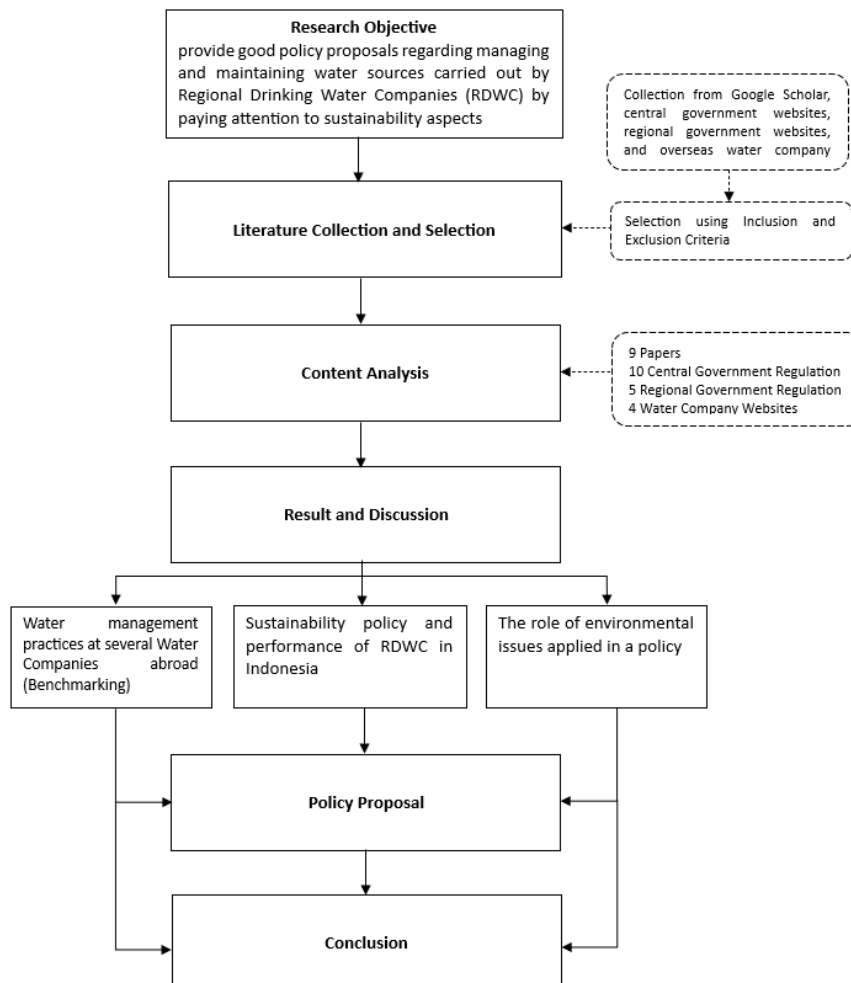 Research Objective
provide good policy proposals regarding managing
and maintaining water sources carried out by
Regional Drinking Water Companies (RDWC) by
paying attention to sustainability aspects
Collection from Google Scholar,
central government websites,
regional government websites,
and overseas water company
Literature Collection and Selection
Selection using Inclusion and
Exclusion Criteria
Content Analysis
9 Papers
10 Central Government Regulation
5 Regional Government Regulation
4 Water Company Websites
Result and Discussion
Water management
practices at several Water
Companies abroad
(Benchmarking)
Sustainability policy and
performance of RDWC in
Indonesia
The role of environmental
issues applied in a policy
Policy Proposal
Conclusion